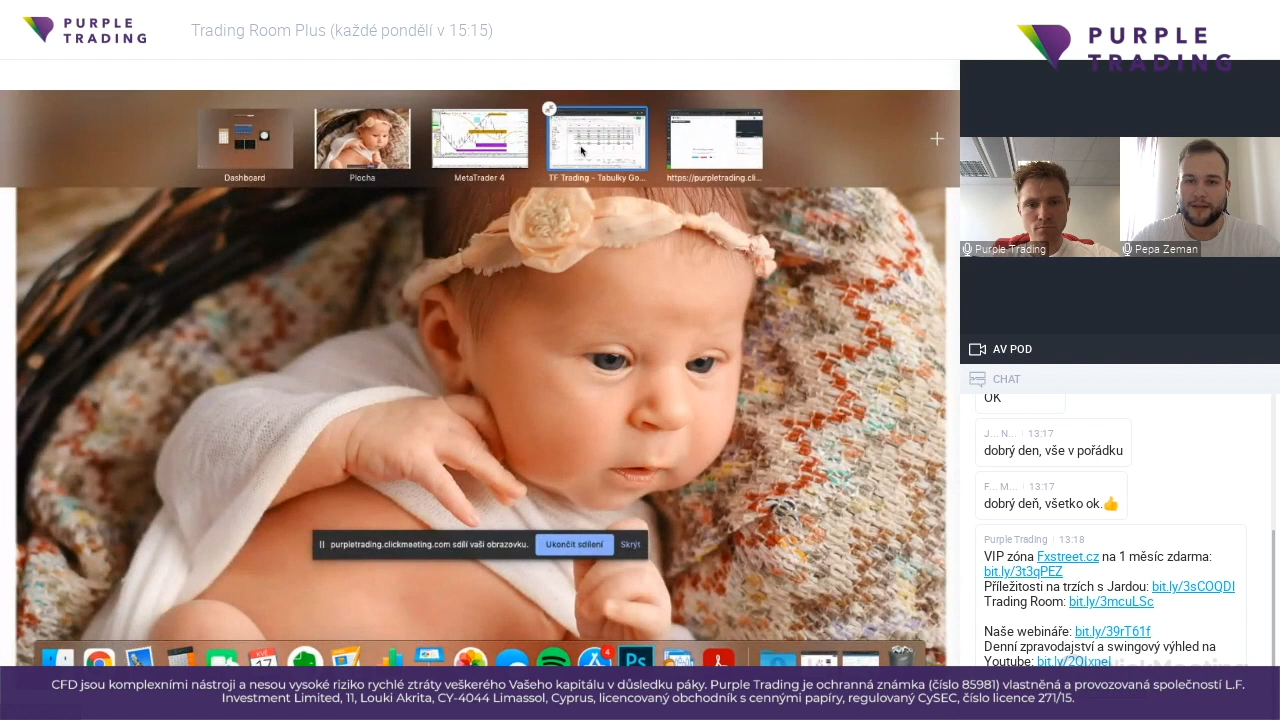 PURPLE
TRADING
Trading Room Plus (každé pondělí v 15:15)
PURPLE
TRADING
Dashboard
Plocha
MetaTrader 4
TF Trading - Tabulky Go...
https://purpletrading.cli...
Purple Trading
Pepa Zeman
AV POD
CHAT
OK
J... N... 13:17
dobrý den, vše v pořádku
F... M... 13:17
dobrý deň, všetko ok.👍
Purple Trading 13:18
VIP zóna Fxstreet.cz na 1 měsíc zdarma:
bit.ly/3t3qPEZ
Příležitosti na trzích s Jardou: bit.ly/3sCOQDI
Trading Room: bit.ly/3mcuLSc
Naše webináře: bit.ly/39rT61f
Denní zpravodajství a swingový výhled na
Youtube:
purpletrading.clickmeeting.com sdílí vaši obrazovku.
Ukončit sdílení
Skrýt
KVĚ
17
4
Ps
CFD jsou komplexními nástroji a nesou vysoké riziko rychlé ztráty veškerého Vašeho kapitálu v důsledku páky. Purple Trading je ochranná známka (číslo 85981) vlastněná a provozovaná společností L.F.
Investment Limited, 11, Louki Akrita, CY-4044 Limassol, Cyprus, licencovaný obchodník s cennými papíry, regulovaný CySEC, číslo licence 271/15.